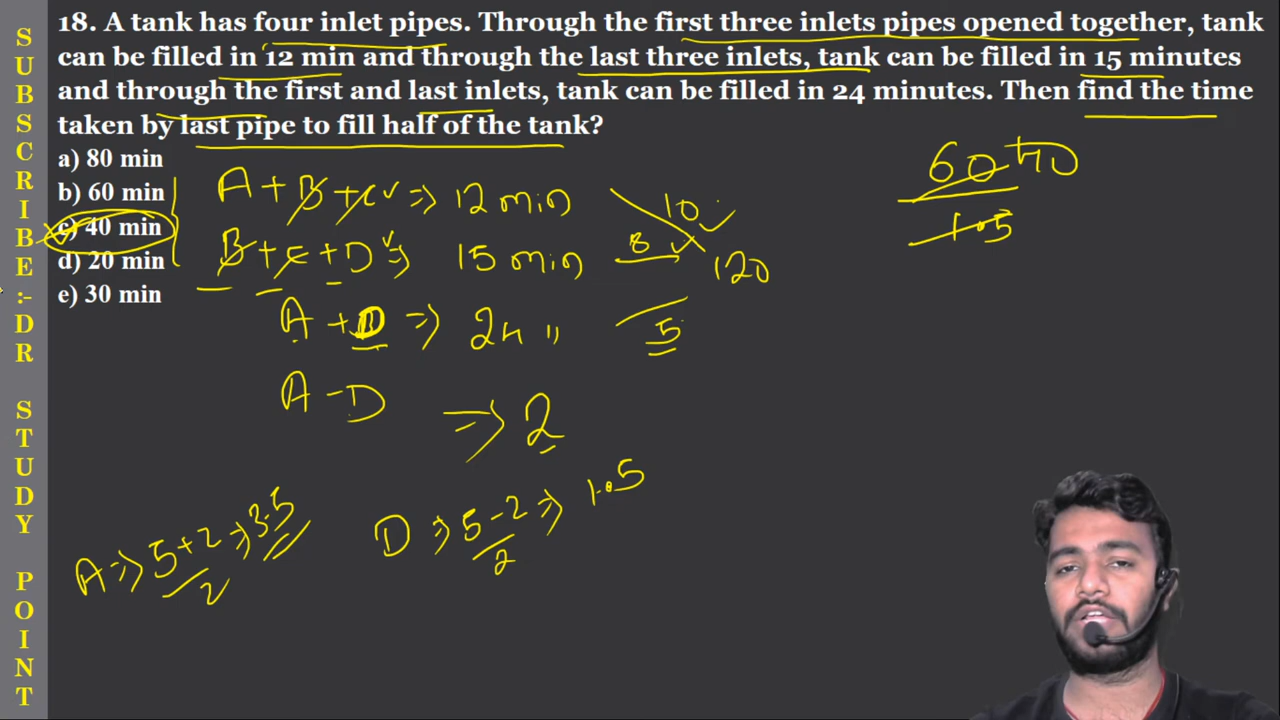 18. A tank has four inlet pipes. Through the first three inlets pipes opened together, tank
can be filled in 12 min and through the last three inlets, tank can be filled in 15 minutes
and through the first and last inlets, tank can be filled in 24 minutes. Then find the time
taken by last pipe to fill half of the tank?
a) 80 min
b) 60 min
c) 40 min
d) 20 min
e) 30 min
A + B + C ⇒ 12 min 10
B + C + D ⇒ 15 min 8 120
A + D ⇒ 24 " 5
A - D ⇒ 2
A ⇒ 5+2/2 ⇒ 3.5
D ⇒ 5-2/2 ⇒ 1.5
60 40
1.5
SUBSCRIBE:-DR STUDY POINT